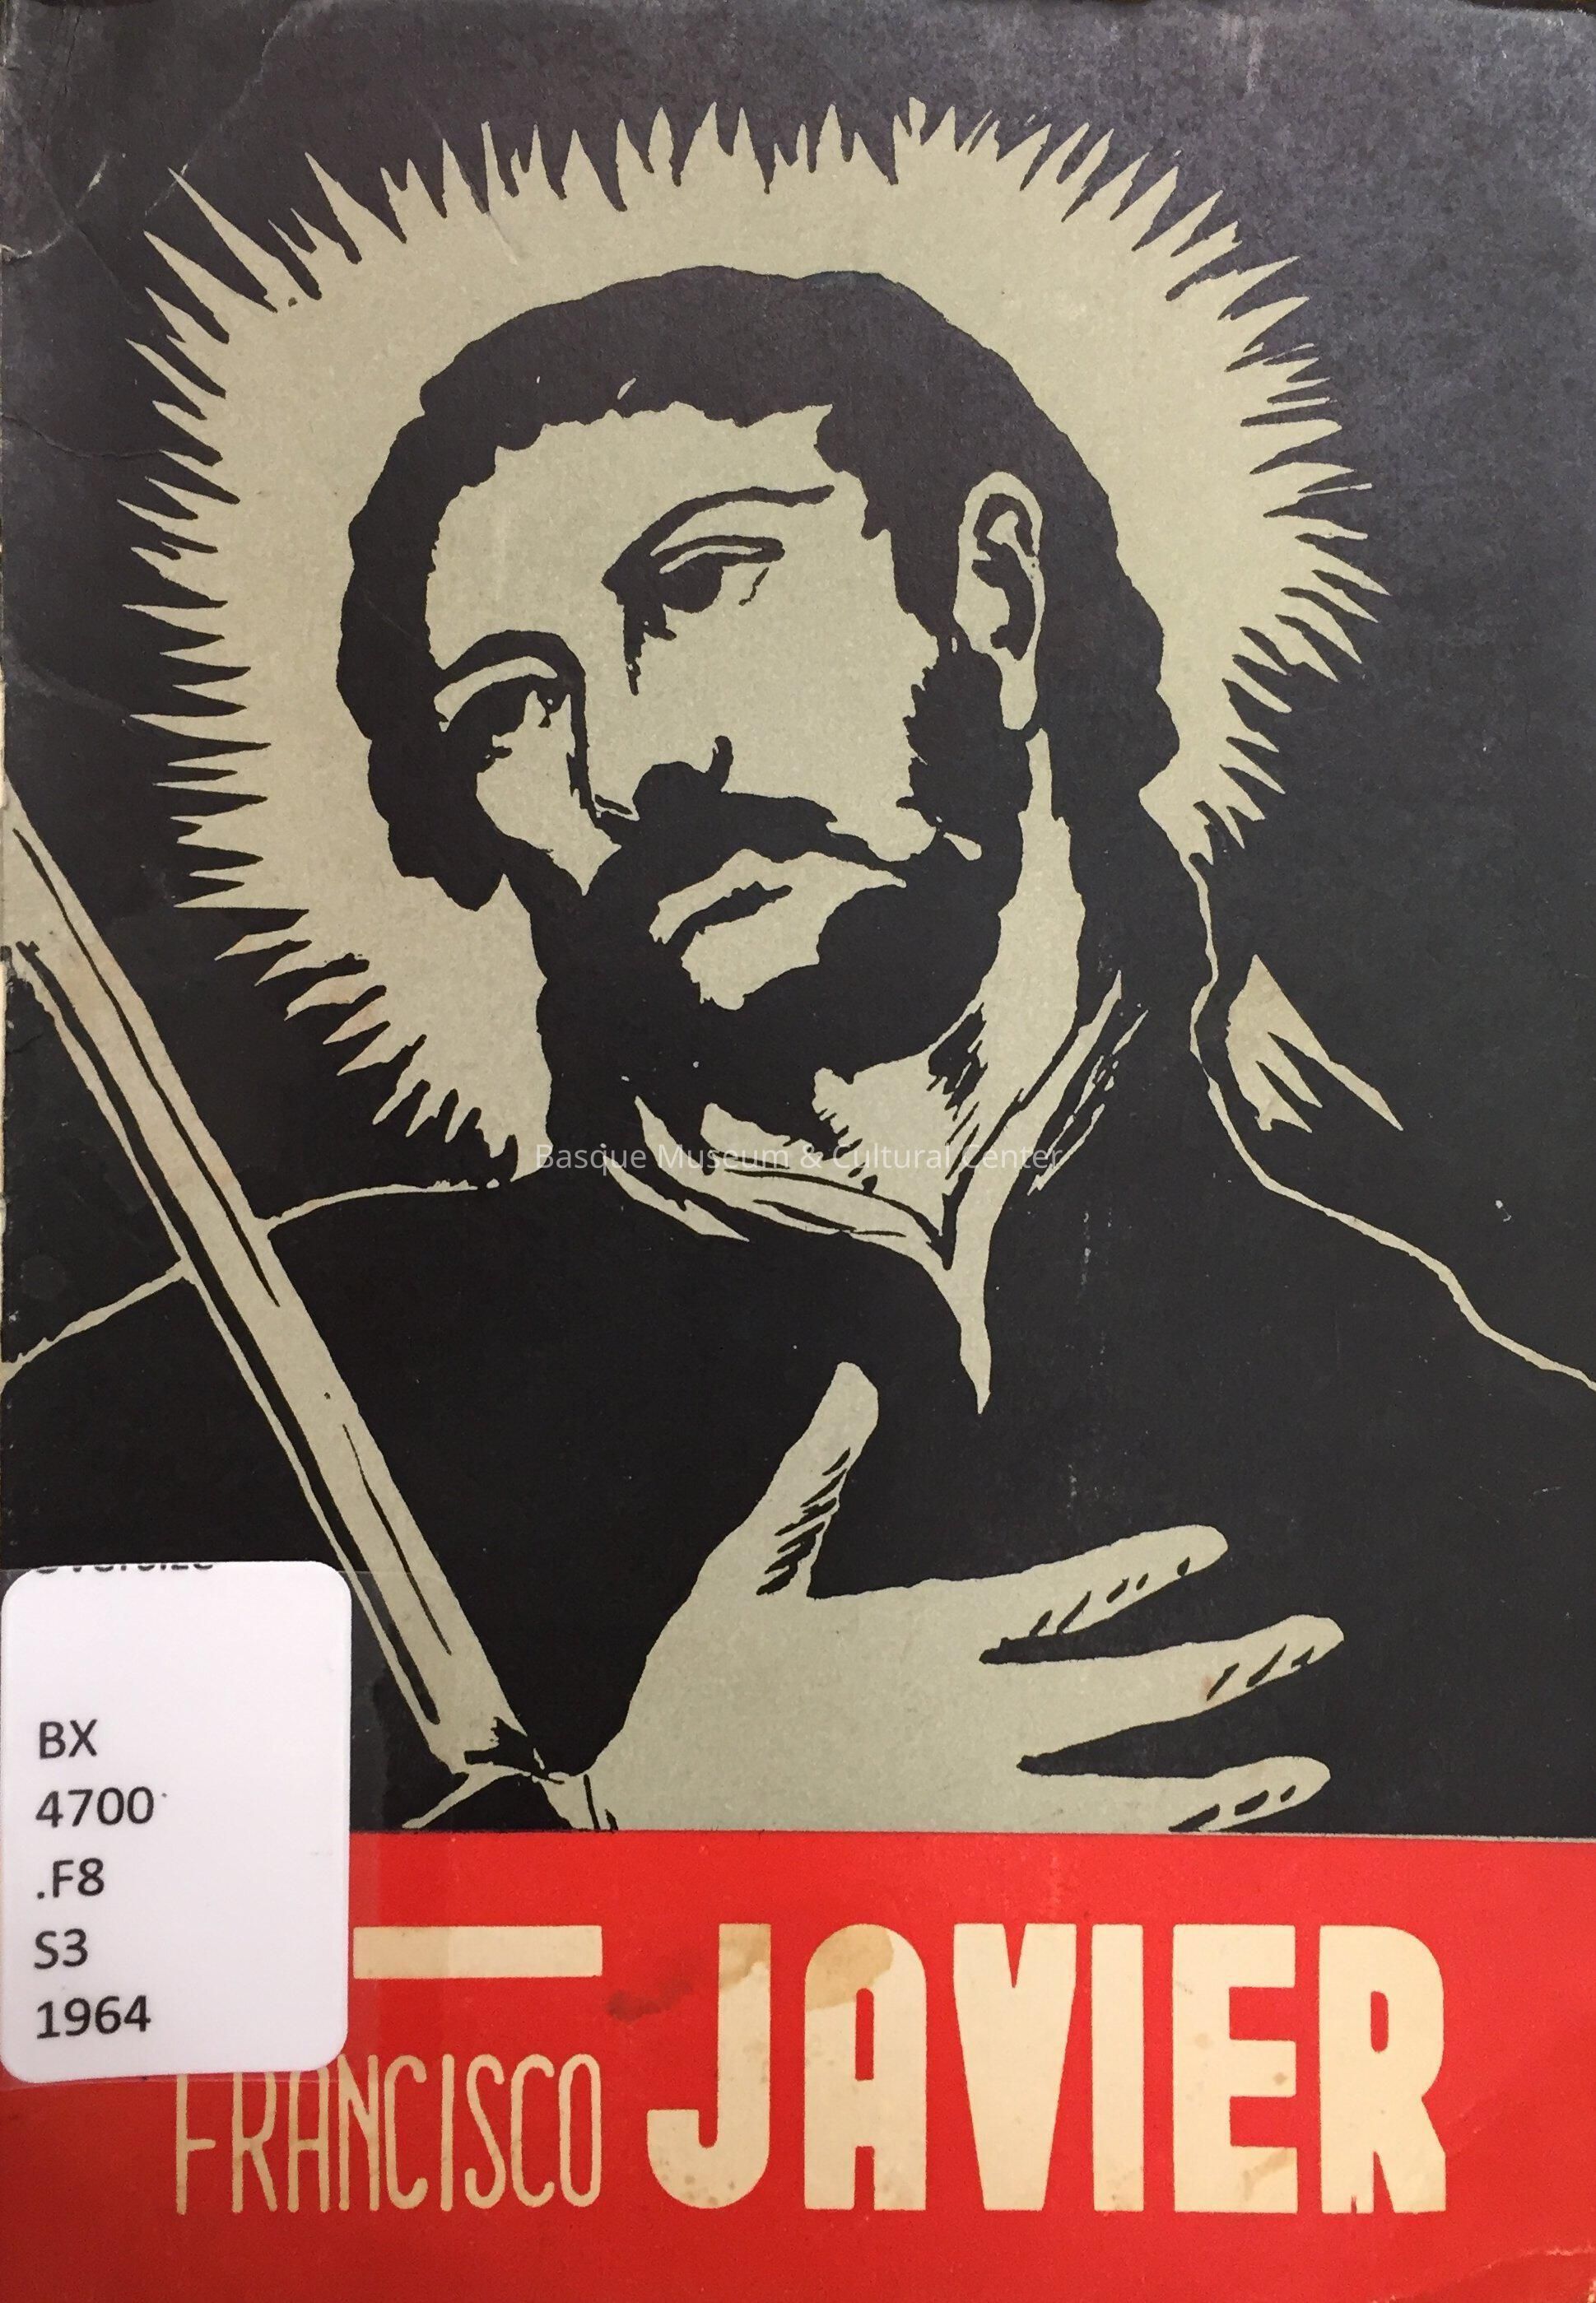 Basque Museum & Cultural Center
BX
4700
.F8
S3
1964
FRANCISCO JAVIER